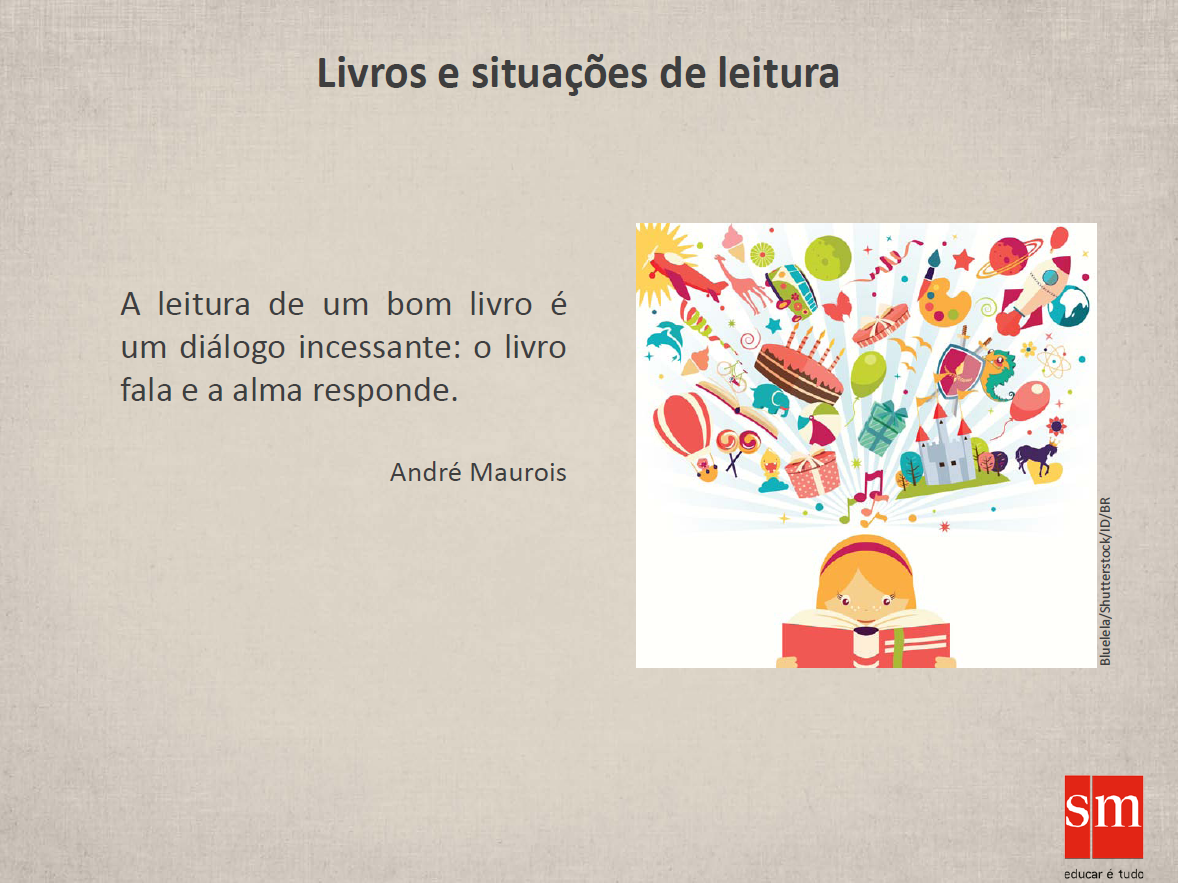 Livros e situações de leitura
A leitura de um bom livro é
um diálogo incessante: o livro
fala e a alma responde.
André Maurois
Bluelela/Shutterstock/ID/BR
sm
educar é tudo